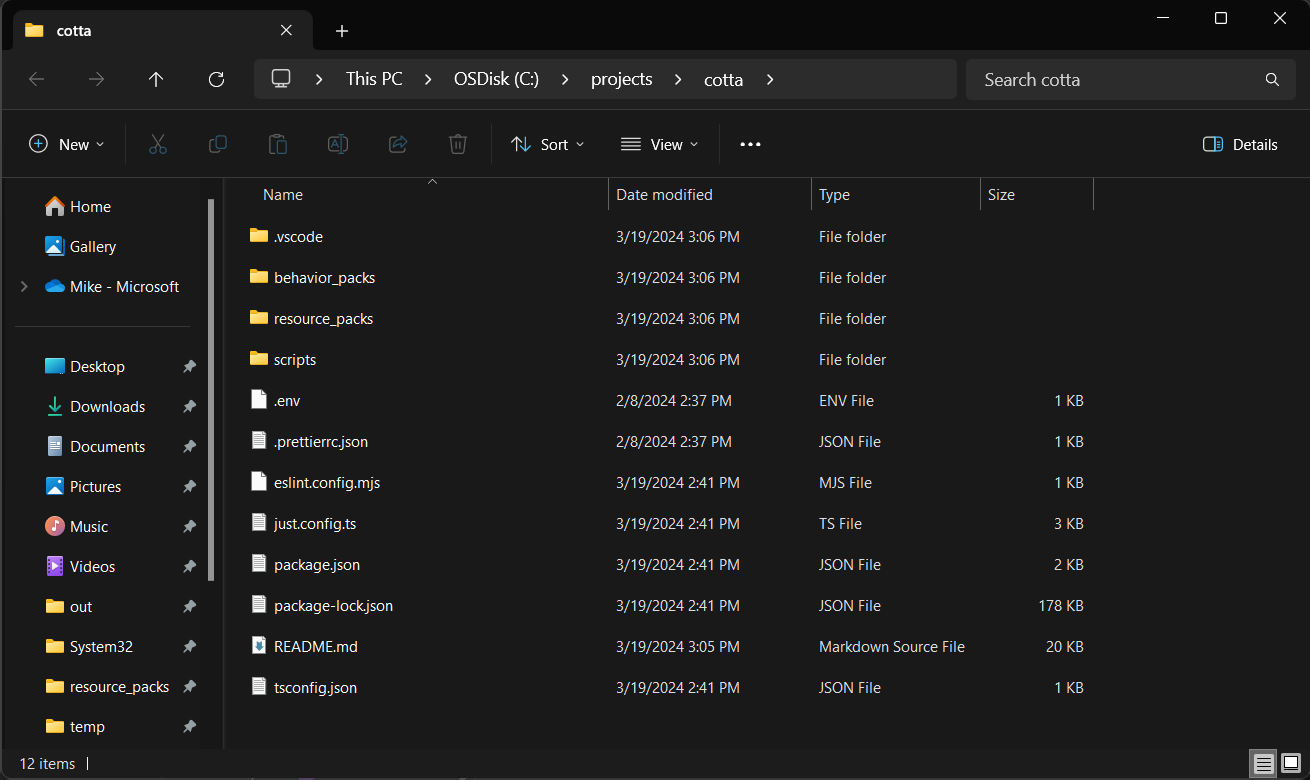 cotta
This PC OSDisk (C:) projects cotta
Search cotta
New Sort View Details
Name Date modified Type Size
Home
Gallery
Mike - Microsoft
Desktop
Downloads
Documents
Pictures
Music
Videos
out
System32
resource_packs
temp
.vscode 3/19/2024 3:06 PM File folder
behavior_packs 3/19/2024 3:06 PM File folder
resource_packs 3/19/2024 3:06 PM File folder
scripts 3/19/2024 3:06 PM File folder
.env 2/8/2024 2:37 PM ENV File 1 KB
.prettierrc.json 2/8/2024 2:37 PM JSON File 1 KB
eslint.config.mjs 3/19/2024 2:41 PM MJS File 1 KB
just.config.ts 3/19/2024 2:41 PM TS File 3 KB
package.json 3/19/2024 2:41 PM JSON File 2 KB
package-lock.json 3/19/2024 2:41 PM JSON File 178 KB
README.md 3/19/2024 3:05 PM Markdown Source File 20 KB
tsconfig.json 3/19/2024 2:41 PM JSON File 1 KB
12 items